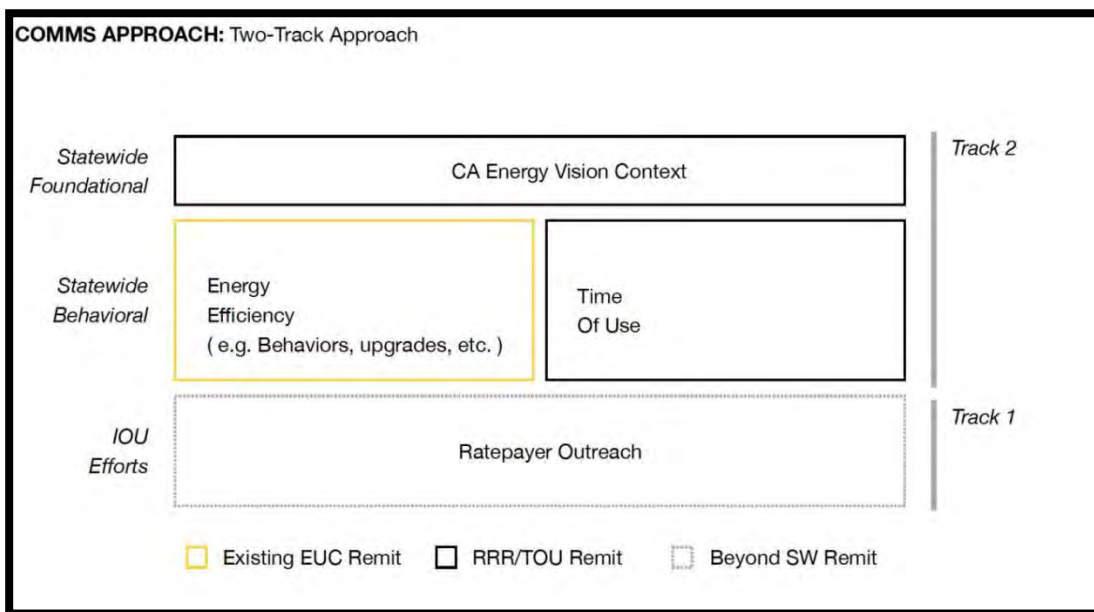 COMMS APPROACH: Two-Track Approach
Statewide
Foundational
CA Energy Vision Context
Track 2
Statewide
Behavioral
Energy
Efficiency
( e.g. Behaviors, upgrades, etc. )
Time
Of Use
IOU
Efforts
Ratepayer Outreach
Track 1
Existing EUC Remit
RRR/TOU Remit
Beyond SW Remit